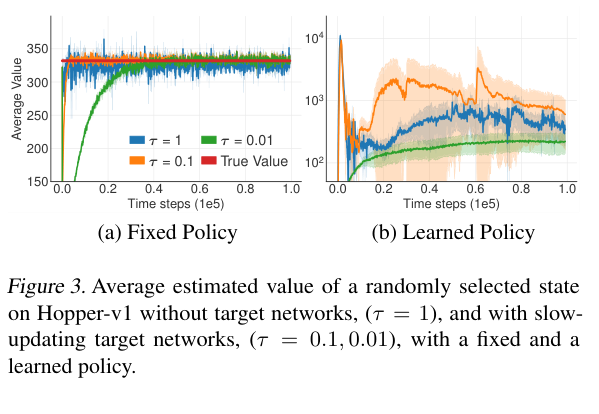 Average Value
350
300
250
200
150
τ = 1
τ = 0.01
τ = 0.1
True Value
0.0 0.2 0.4 0.6 0.8 1.0
Time steps (1e5)
(a) Fixed Policy
10⁴
10³
10²
0.0 0.2 0.4 0.6 0.8 1.0
Time steps (1e5)
(b) Learned Policy
Figure 3. Average estimated value of a randomly selected state
on Hopper-v1 without target networks, (τ = 1), and with slow-
updating target networks, (τ = 0.1, 0.01), with a fixed and a
learned policy.